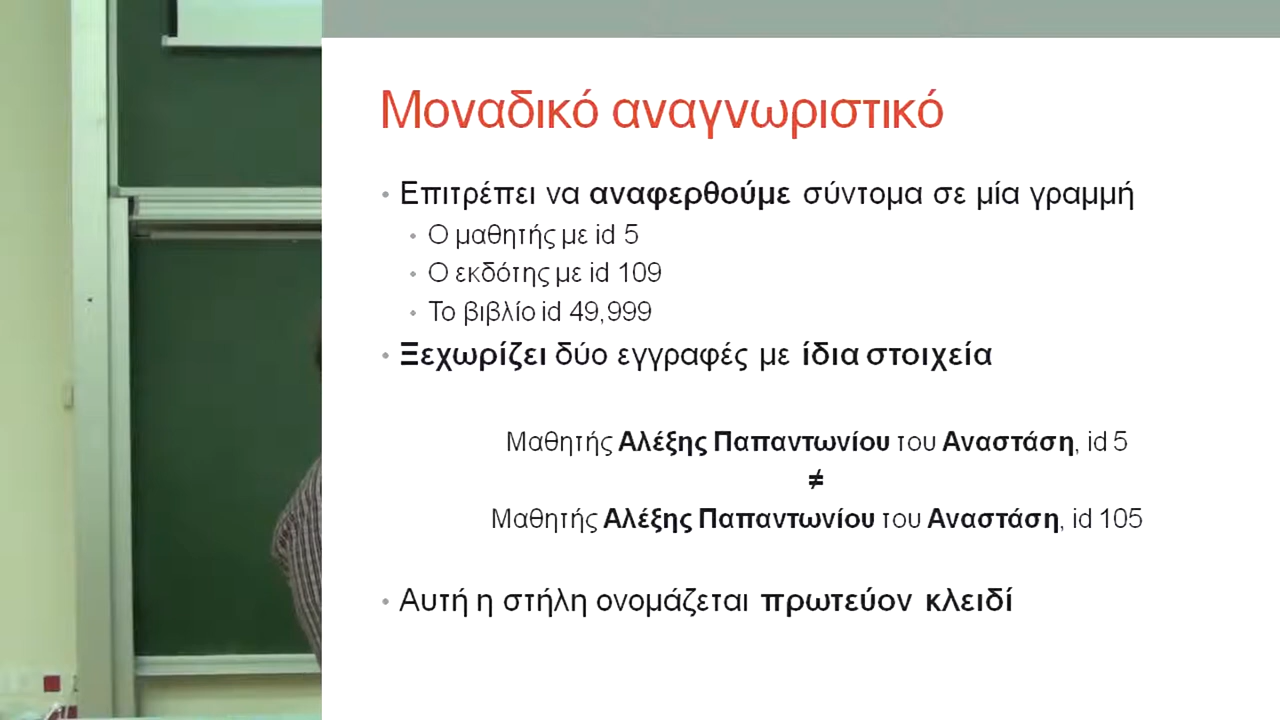 Μοναδικό αναγνωριστικό
• Επιτρέπει να αναφερθούμε σύντομα σε μία γραμμή
• Ο μαθητής με id 5
• Ο εκδότης με id 109
• Το βιβλίο id 49,999
• Ξεχωρίζει δύο εγγραφές με ίδια στοιχεία
Μαθητής Αλέξης Παπαντωνίου του Αναστάση, id 5
≠
Μαθητής Αλέξης Παπαντωνίου του Αναστάση, id 105
• Αυτή η στήλη ονομάζεται πρωτεύον κλειδί